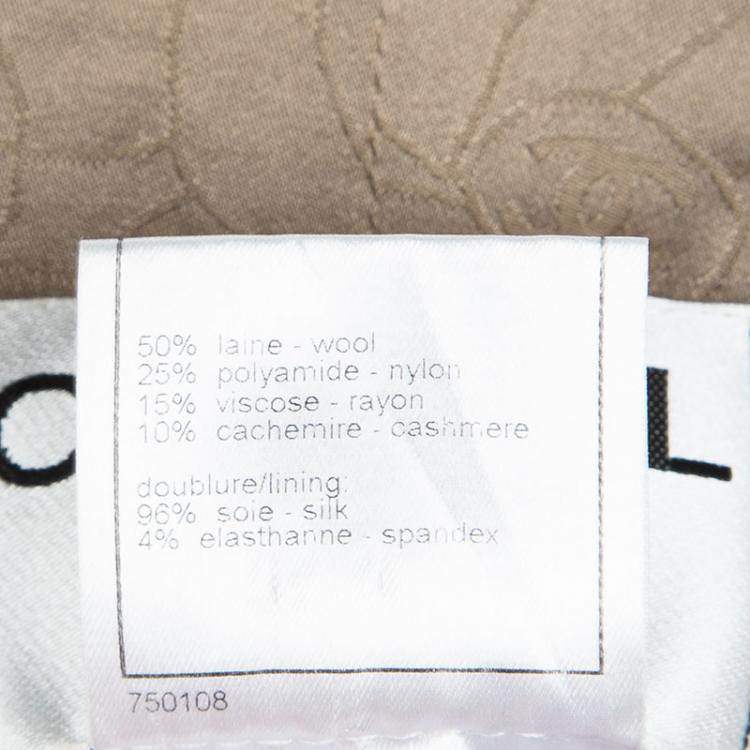 50% laine - wool
25% polyamide - nylon
15% viscose - rayon
10% cachemire - cashmere
doublure/lining:
96% soie - silk
4% elasthanne - spandex
750108